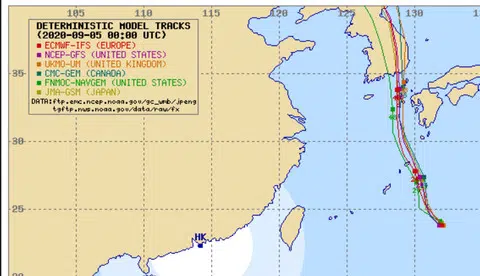 105 110 115 120 125 130 135
DETERMINISTIC MODEL TRACKS
(2020-09-05 00:00 UTC)
ECMWF-IFS (EUROPE)
NCEP-GFS (UNITED STATES)
UKMO-UM (UNITED KINGDOM)
CMC-GEM (CANADA)
FNMOC-NAVGEM (UNITED STATES)
JMA-GSM (JAPAN)
DATA:ftp.emc.ncep.noaa.gov/gc_wmb/jpeng
tgftp.nws.noaa.gov/data/raw/fx
35
30
25
HK